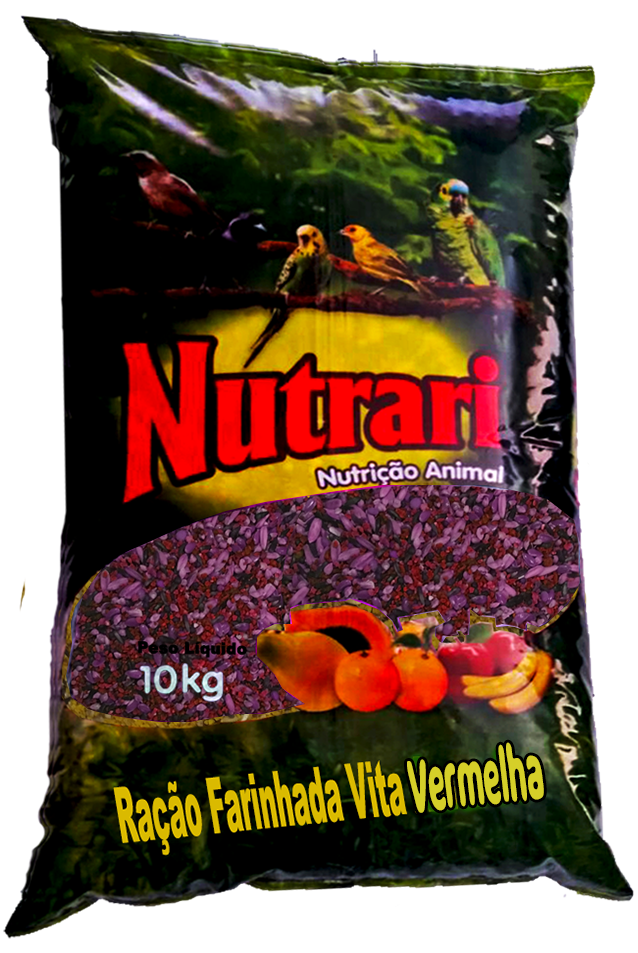 Nutrari
Nutrição Animal
Peso Líquido
10kg
Ração Farinhada Vita Vermelha